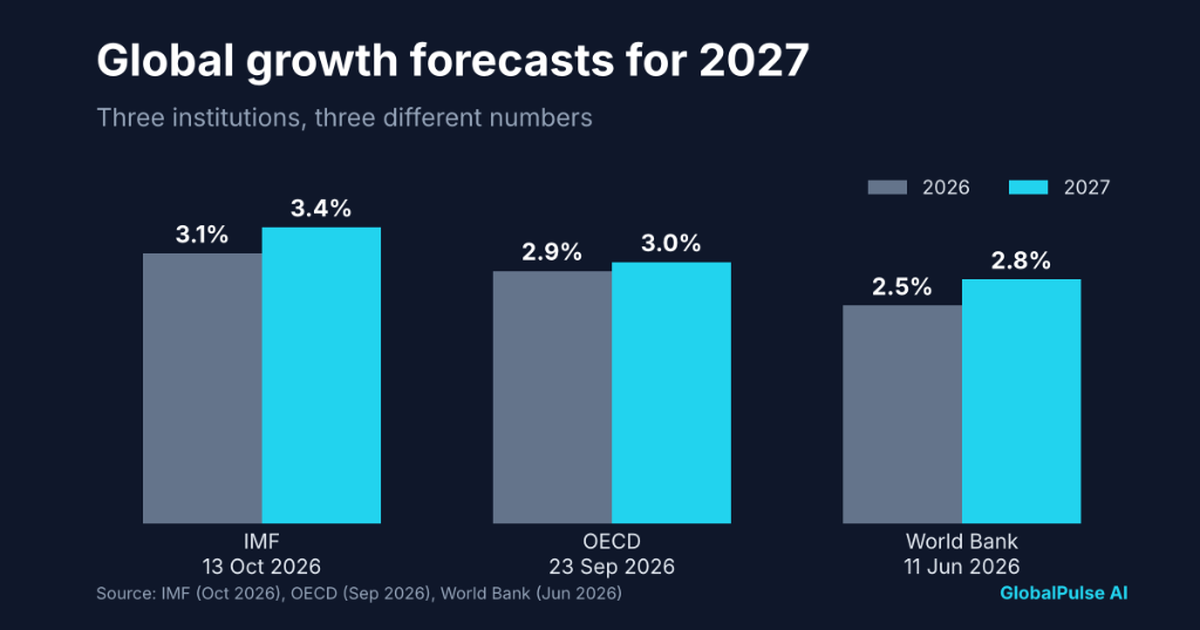 Global growth forecasts for 2027
Three institutions, three different numbers
2026 2027
3.1% 3.4% 2.9% 3.0% 2.5% 2.8%
IMF OECD World Bank
13 Oct 2026 23 Sep 2026 11 Jun 2026
Source: IMF (Oct 2026), OECD (Sep 2026), World Bank (Jun 2026)
GlobalPulse AI